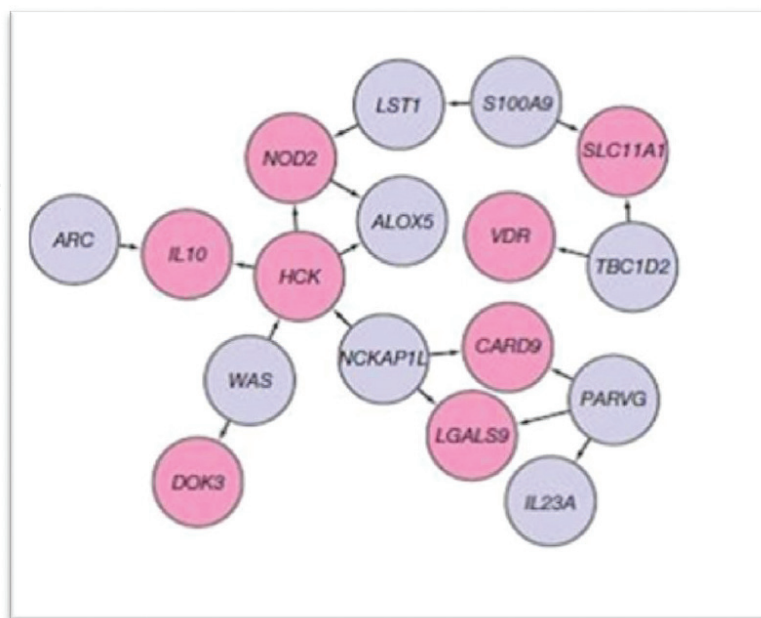 LST1
S100A9
NOD2
SLC11A1
ALOX5
ARC
IL10
VDR
HCK
TBC1D2
NCKAP1L
CARD9
WAS
PARVG
LGALS9
DOK3
IL23A